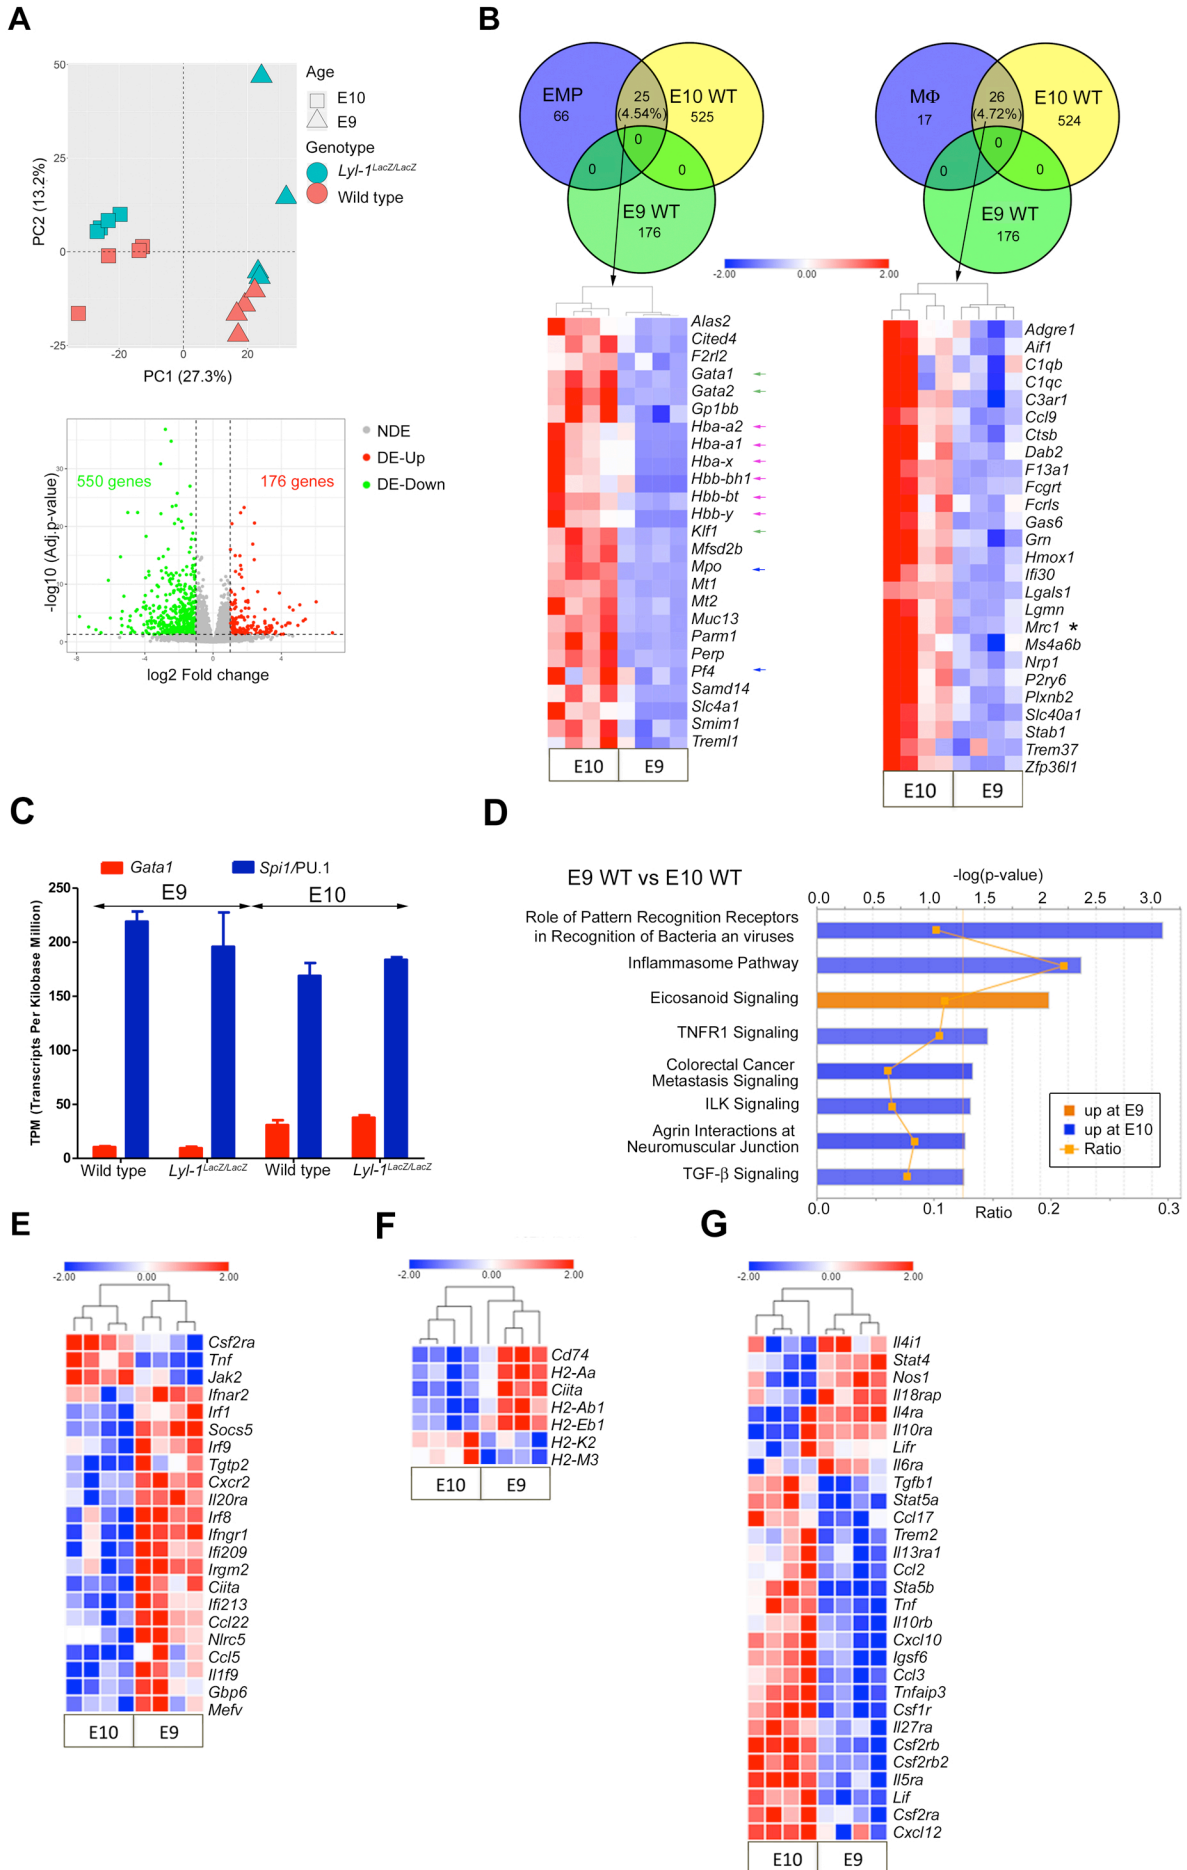 A
50
25
0
-25
-20
0
20
PC2 (13.2%)
PC1 (27.3%)
Age
E10
E9
Genotype
Lyl-1LacZ/LacZ
Wild type
550 genes
176 genes
-log10 (Adj.p-value)
30
20
10
0
-8
-4
0
4
log2 Fold change
NDE
DE-Up
DE-Down
B
EMP
66
25
(4.54%)
E10 WT
525
0
0
0
E9 WT
176
MΦ
17
26
(4.72%)
E10 WT
524
0
0
0
E9 WT
176
-2.00
0.00
2.00
Alas2
Cited4
F2rl2
Gata1
Gata2
Gp1bb
Hba-a2
Hba-a1
Hba-x
Hbb-bh1
Hbb-bt
Hbb-y
Klf1
Mfsd2b
Mpo
Mt1
Mt2
Muc13
Parm1
Perp
Pf4
Samd14
Slc4a1
Smim1
Treml1
E10
E9
Adgre1
Aif1
C1qb
C1qc
C3ar1
Ccl9
Ctsb
Dab2
F13a1
Fcgrt
Fcrls
Gas6
Grn
Hmox1
Ifi30
Lgals1
Lgmn
Mrc1 *
Ms4a6b
Nrp1
P2ry6
Plxnb2
Slc40a1
Stab1
Trem37
Zfp36l1
E10
E9
C
Gata1
Spi1/PU.1
E9
E10
TPM (Transcripts Per Kilobase Million)
250
200
150
100
50
0
Wild type
Lyl-1LacZ/LacZ
Wild type
Lyl-1LacZ/LacZ
D
E9 WT vs E10 WT
-log(p-value)
0.0
0.5
1.0
1.5
2
2.5
3.0
Role of Pattern Recognition Receptors
in Recognition of Bacteria an viruses
Inflammasome Pathway
Eicosanoid Signaling
TNFR1 Signaling
Colorectal Cancer
Metastasis Signaling
ILK Signaling
Agrin Interactions at
Neuromuscular Junction
TGF-β Signaling
up at E9
up at E10
Ratio
0.0
0.1
0.2
0.3
Ratio
E
-2.00
0.00
2.00
Csf2ra
Tnf
Jak2
Ifnar2
Irf1
Socs5
Irf9
Tgtp2
Cxcr2
Il20ra
Irf8
Ifngr1
Ifi209
Irgm2
Ciita
Ifi213
Ccl22
Nlrc5
Ccl5
Il1f9
Gbp6
Mefv
E10
E9
F
-2.00
0.00
2.00
Cd74
H2-Aa
Ciita
H2-Ab1
H2-Eb1
H2-K2
H2-M3
E10
E9
G
-2.00
0.00
2.00
Il4i1
Stat4
Nos1
Il18rap
Il4ra
Il10ra
Lifr
Il6ra
Tgfb1
Stat5a
Ccl17
Trem2
Il13ra1
Ccl2
Sta5b
Tnf
Il10rb
Cxcl10
Igsf6
Ccl3
Tnfaip3
Csf1r
Il27ra
Csf2rb
Csf2rb2
Il5ra
Lif
Csf2ra
Cxcl12
E10
E9